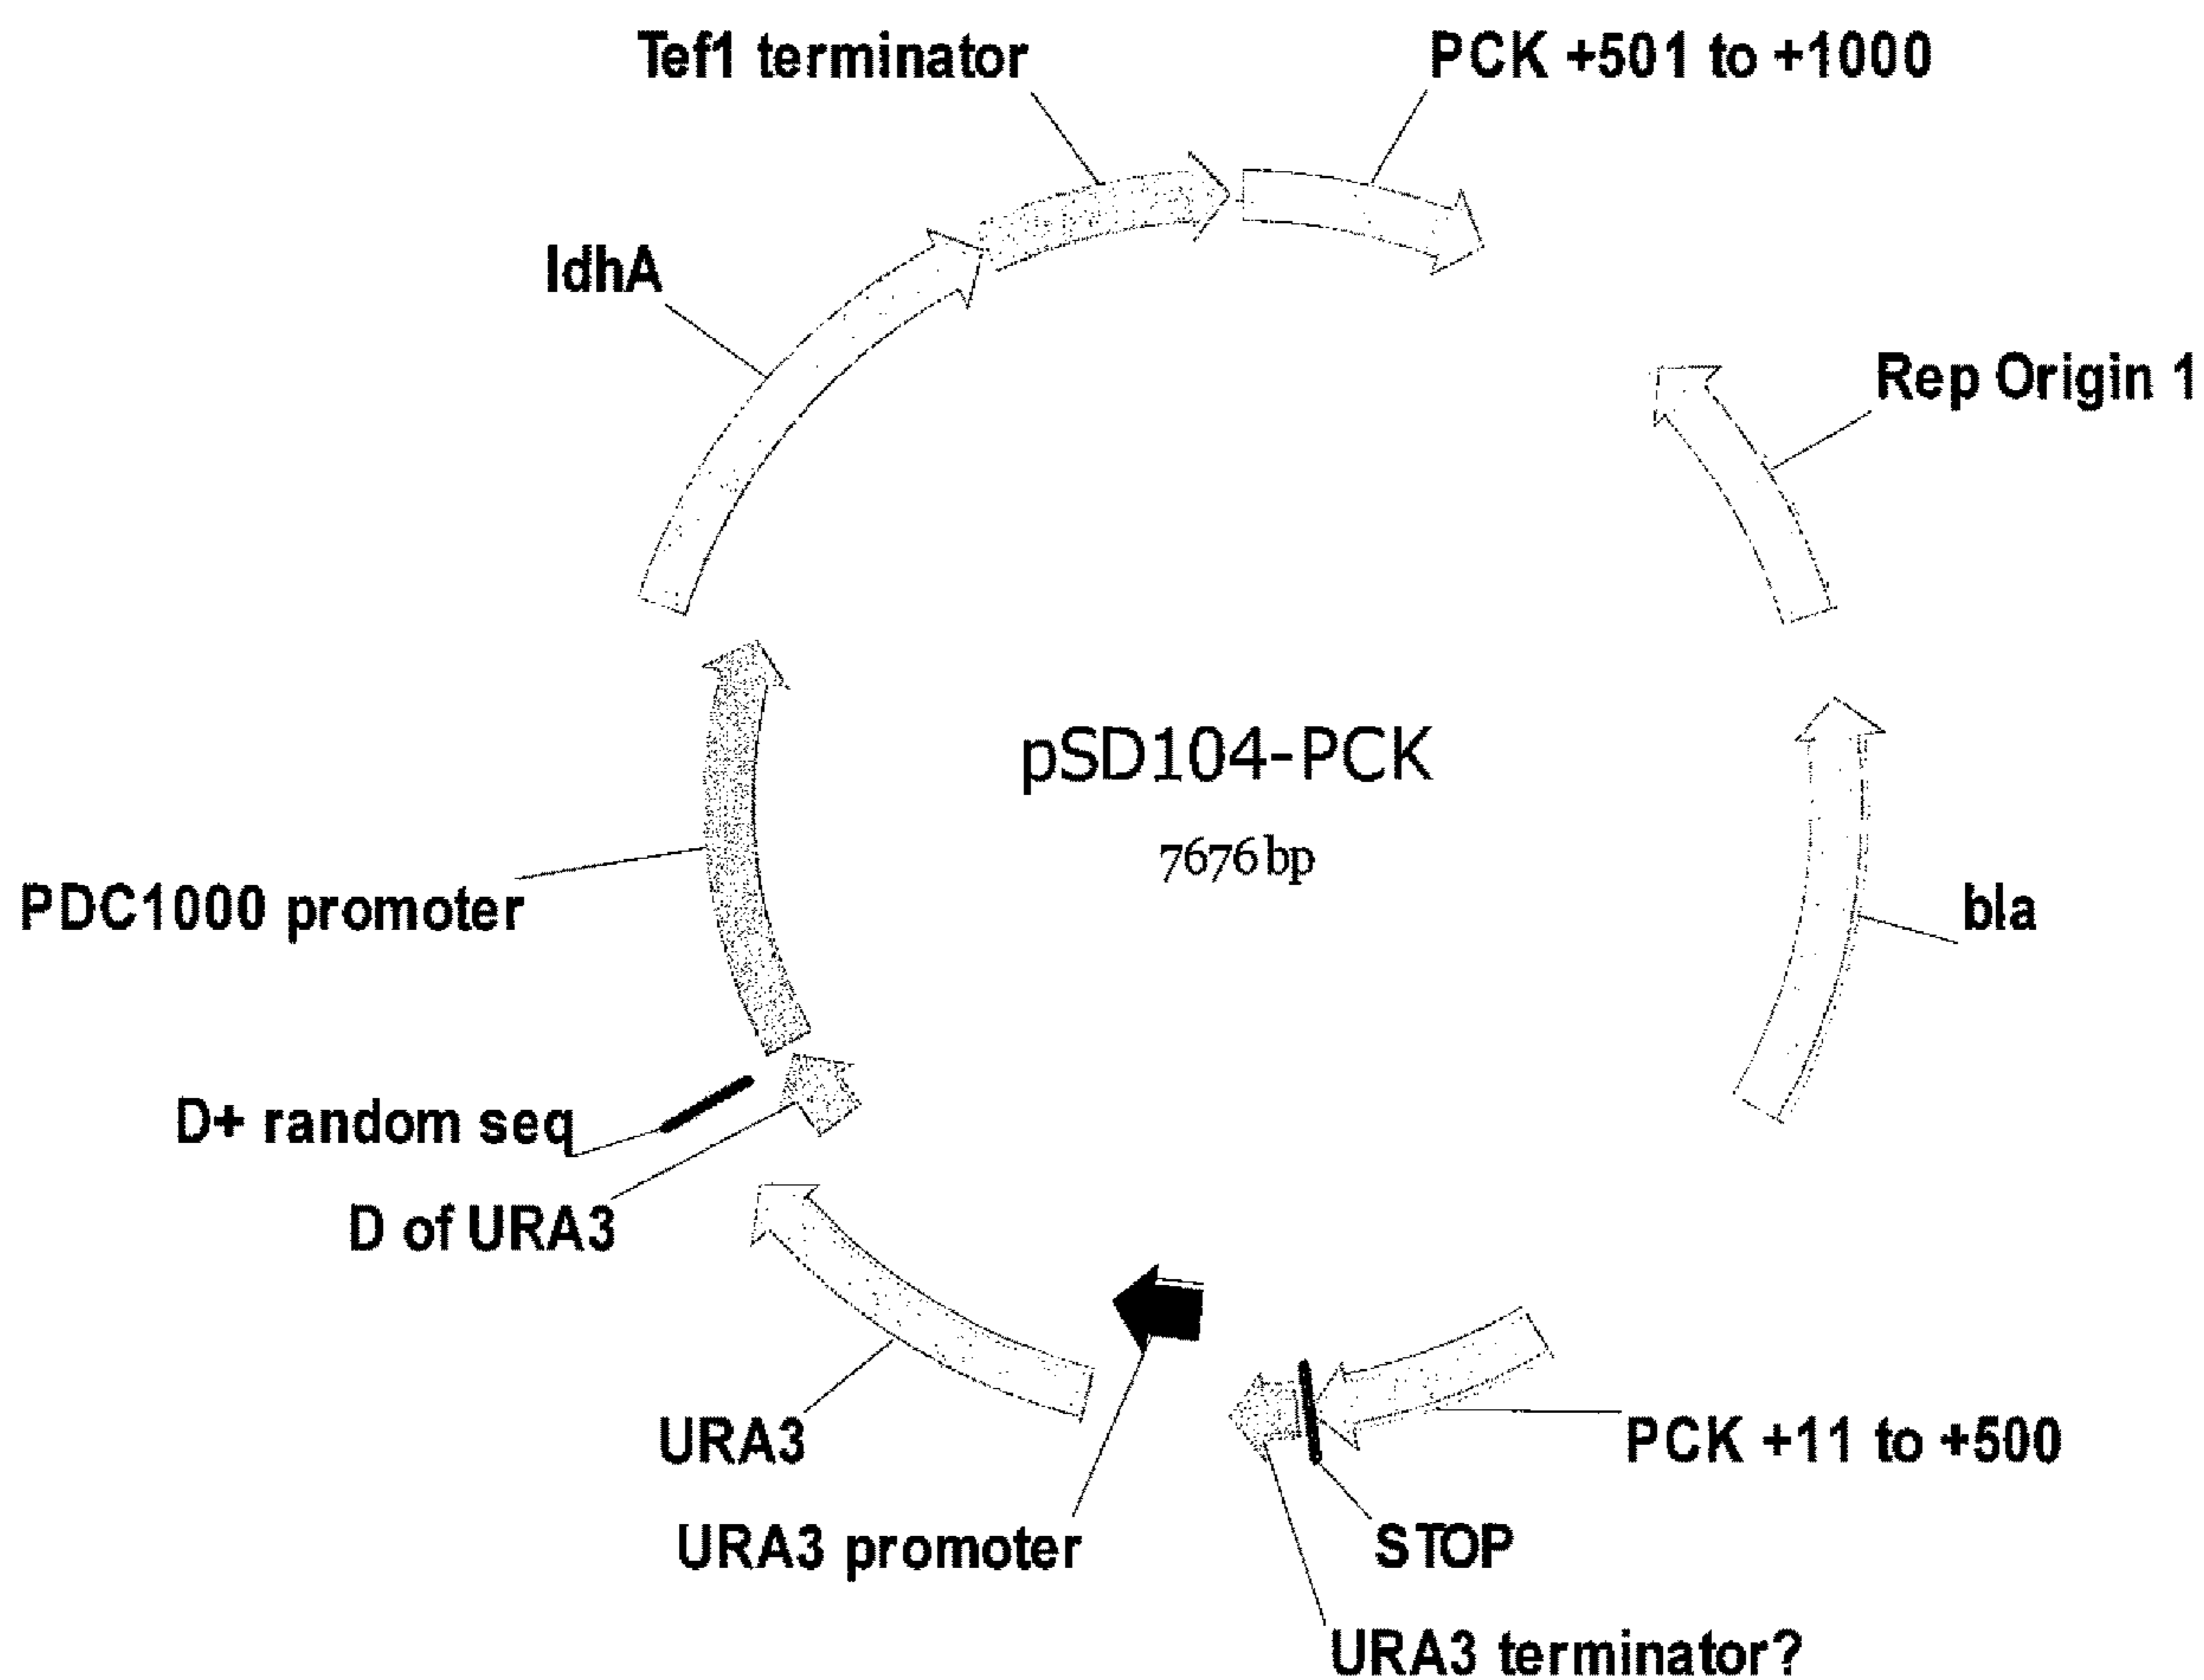 Tef1 terminator
PCK +501 to +1000
ldhA
Rep Origin 1
pSD104-PCK
7676 bp
PDC1000 promoter
bla
D+ random seq
D of URA3
URA3
PCK +11 to +500
URA3 promoter
STOP
URA3 terminator?